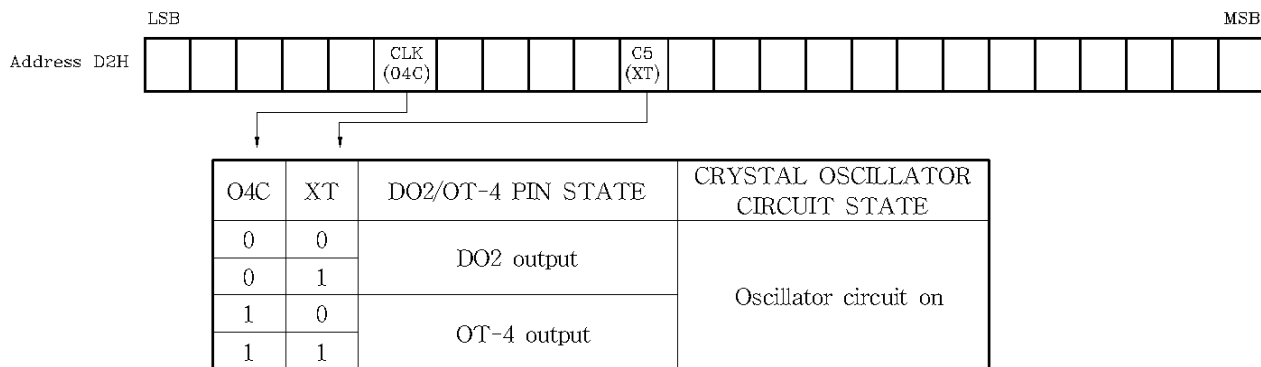 LSB MSB
Address D2H CLK (O4C) C5 (XT)
O4C XT DO2/OT-4 PIN STATE CRYSTAL OSCILLATOR CIRCUIT STATE
0 0 DO2 output Oscillator circuit on
0 1
1 0 OT-4 output
1 1